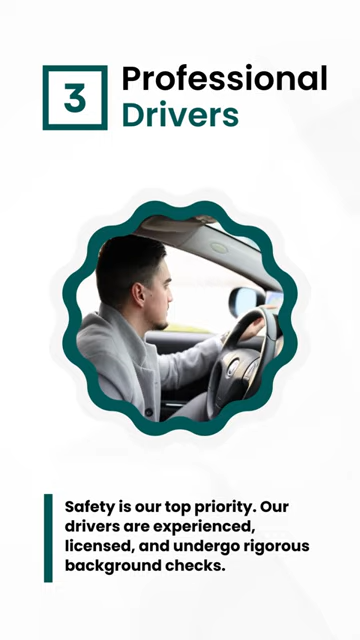 3
Professional
Drivers
Safety is our top priority. Our
drivers are experienced,
licensed, and undergo rigorous
background checks.